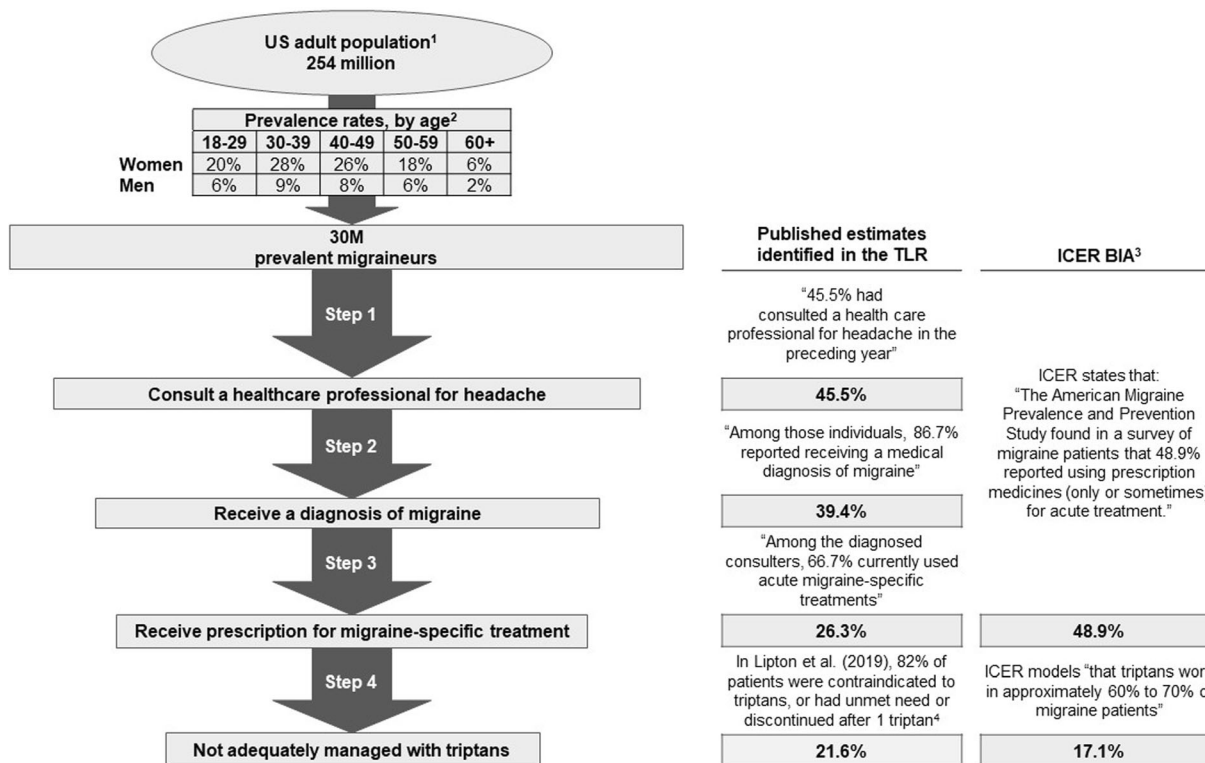 US adult population¹
254 million
Prevalence rates, by age²
18-29 30-39 40-49 50-59 60+
Women 20% 28% 26% 18% 6%
Men 6% 9% 8% 6% 2%
30M
prevalent migraineurs
Published estimates
identified in the TLR
ICER BIA³
Step 1
“45.5% had
consulted a health care
professional for headache in the
preceding year”
Consult a healthcare professional for headache
45.5%
Step 2
“Among those individuals, 86.7%
reported receiving a medical
diagnosis of migraine”
Receive a diagnosis of migraine
39.4%
ICER states that:
“The American Migraine
Prevalence and Prevention
Study found in a survey of
migraine patients that 48.9%
reported using prescription
medicines (only or sometimes
for acute treatment.”
Step 3
“Among the diagnosed
consulters, 66.7% currently used
acute migraine-specific
treatments”
Receive prescription for migraine-specific treatment
26.3%
48.9%
Step 4
In Lipton et al. (2019), 82% of
patients were contraindicated to
triptans, or had unmet need or
discontinued after 1 triptan⁴
ICER models “that triptans
in approximately 60% to 70%
migraine patients”
Not adequately managed with triptans
21.6%
17.1%